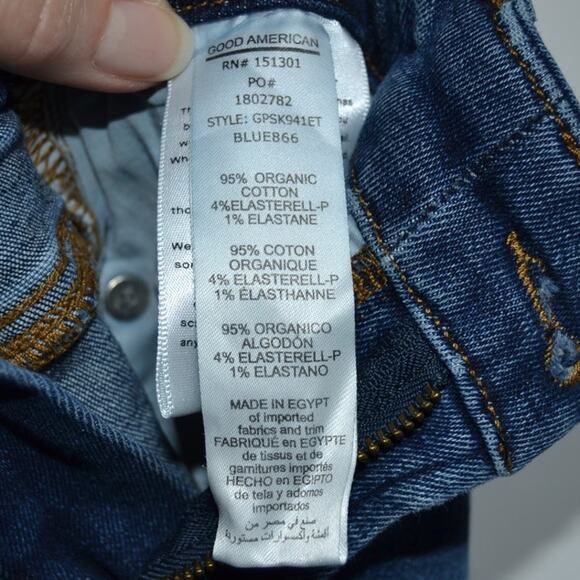 GOOD AMERICAN
RN# 151301
PO#
1802782
STYLE: GPSK941ET
BLUE866
95% ORGANIC
COTTON
4%ELASTERELL-P
1% ELASTANE
95% COTON
ORGANIQUE
4% ELASTERELL-P
1% ÉLASTHANNE
95% ORGANICO
ALGODÓN
4% ELASTERELL-P
1% ELASTANO
MADE IN EGYPT
of imported
fabrics and trim
FABRIQUÉ en EGYPTE
de tissus et de
garnitures importés
HECHO en EGIPTO
de tela y adornos
importados
صنع في مصر من
أقمشة وأكسسوارات مستوردة